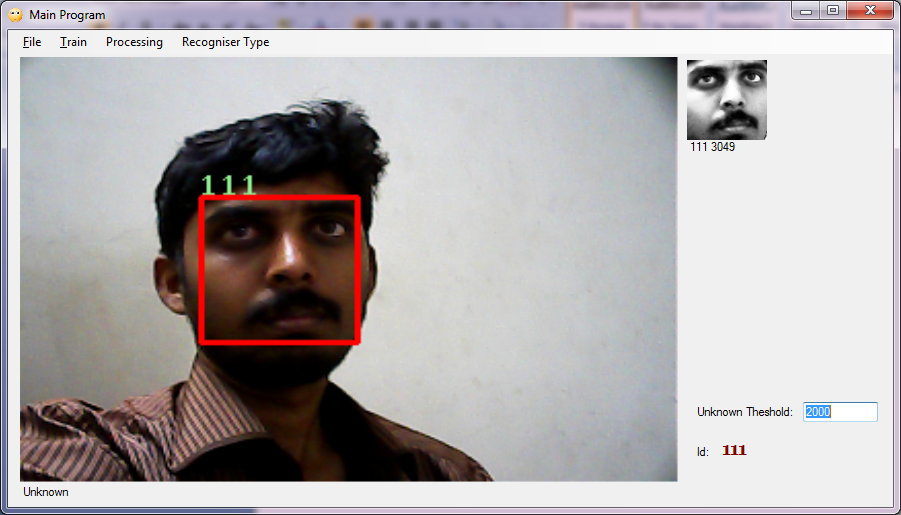 Main Program
File Train Processing Recogniser Type
111
111 3049
Unknown Theshold: 2000
Id: 111
Unknown